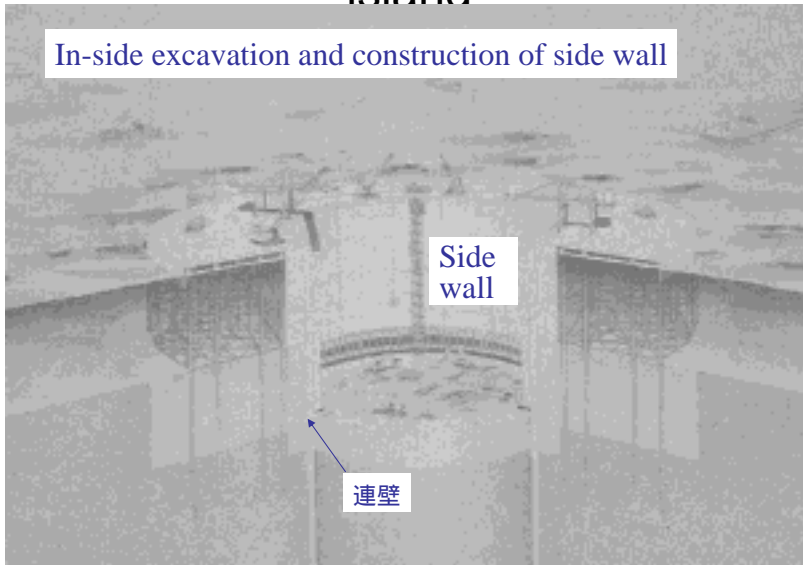 In-side excavation and construction of side wall
Side
wall
連壁